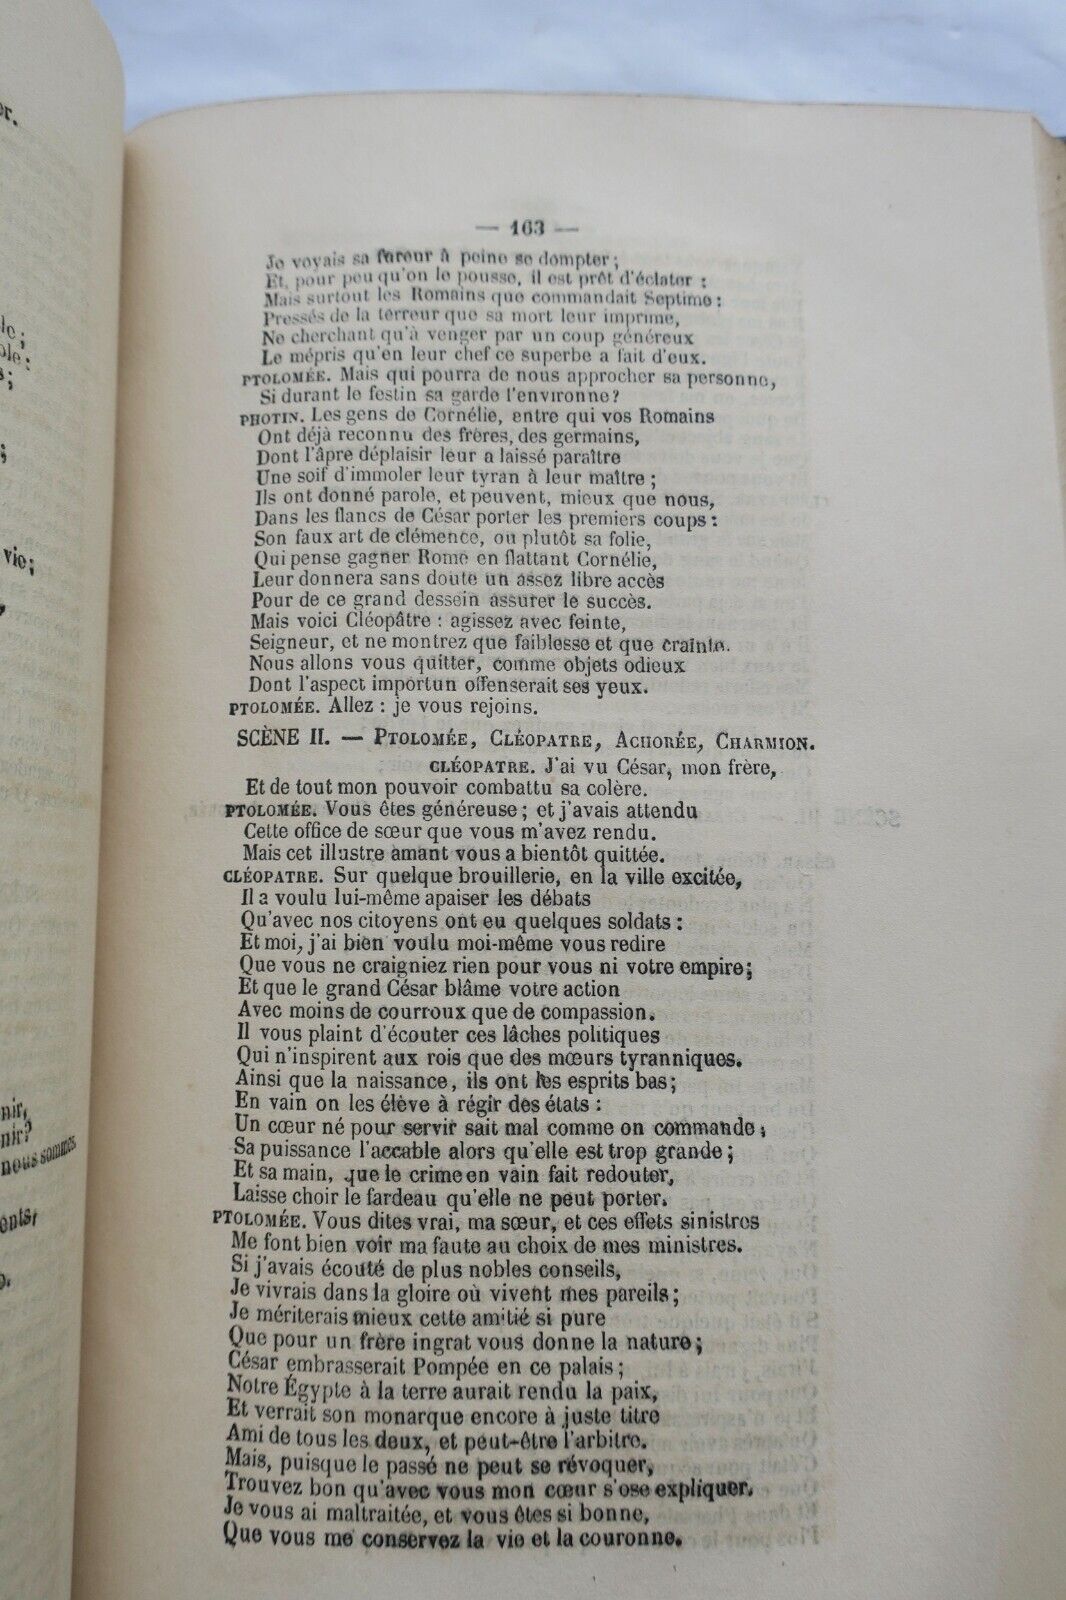 — 163 —
Je voyais sa fureur à peine se dompter;
Et, pour peu qu'on le pousse, il est prêt d'éclater :
Mais surtout les Romains que commandait Septime :
Pressés de la terreur que sa mort leur imprime,
Ne cherchant qu'à venger par un coup généreux
Le mépris qu'en leur chef ce superbe a fait d'eux.
PTOLOMÉE. Mais qui pourra de nous approcher sa personne,
Si durant le festin sa garde l'environne?
PHOTIN. Les gens de Cornélie, entre qui vos Romains
Ont déjà reconnu des frères, des germains,
Dont l'âpre déplaisir leur a laissé paraître
Une soif d'immoler leur tyran à leur maître ;
Ils ont donné parole, et peuvent, mieux que nous,
Dans les flancs de César porter les premiers coups :
Son faux art de clémence, ou plutôt sa folie,
Qui pense gagner Rome en flattant Cornélie,
Leur donnera sans doute un assez libre accès
Pour de ce grand dessein assurer le succès.
Mais voici Cléopâtre : agissez avec feinte,
Seigneur, et ne montrez que faiblesse et que crainte.
Nous allons vous quitter, comme objets odieux
Dont l'aspect importun offenserait ses yeux.
PTOLOMÉE. Allez : je vous rejoins.
SCÈNE II. — PTOLOMÉE, CLÉOPATRE, ACHORÉE, CHARMION.
CLÉOPATRE. J'ai vu César, mon frère,
Et de tout mon pouvoir combattu sa colère.
PTOLOMÉE. Vous êtes généreuse ; et j'avais attendu
Cette office de sœur que vous m'avez rendu.
Mais cet illustre amant vous a bientôt quittée.
CLÉOPATRE. Sur quelque brouillerie, en la ville excitée,
Il a voulu lui-même apaiser les débats
Qu'avec nos citoyens ont eu quelques soldats :
Et moi, j'ai bien voulu moi-même vous redire
Que vous ne craigniez rien pour vous ni votre empire;
Et que le grand César blâme votre action
Avec moins de courroux que de compassion.
Il vous plaint d'écouter ces lâches politiques
Qui n'inspirent aux rois que des mœurs tyranniques.
Ainsi que la naissance, ils ont les esprits bas;
En vain on les élève à régir des états :
Un cœur né pour servir sait mal comme on commande;
Sa puissance l'accable alors qu'elle est trop grande;
Et sa main, que le crime en vain fait redouter,
Laisse choir le fardeau qu'elle ne peut porter.
PTOLOMÉE. Vous dites vrai, ma sœur, et ces effets sinistres
Me font bien voir ma faute au choix de mes ministres.
Si j'avais écouté de plus nobles conseils,
Je vivrais dans la gloire où vivent mes pareils;
Je mériterais mieux cette amitié si pure
Que pour un frère ingrat vous donne la nature;
César embrasserait Pompée en ce palais;
Notre Égypte à la terre aurait rendu la paix,
Et verrait son monarque encore à juste titre
Ami de tous les deux, et peut-être l'arbitre.
Mais, puisque le passé ne peut se révoquer,
Trouvez bon qu'avec vous mon cœur s'ose expliquer.
Je vous ai maltraitée, et vous êtes si bonne,
Que vous me conservez la vie et la couronne.
vie;
nous sommes